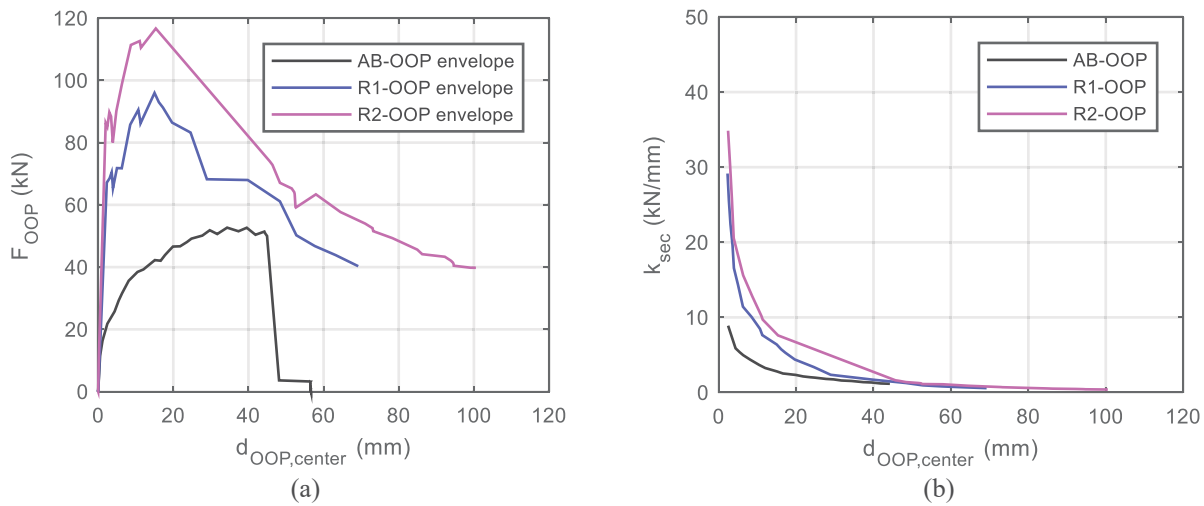 120
100
80
60
40
20
0
F_OOP (kN)
AB-OOP envelope
R1-OOP envelope
R2-OOP envelope
0 20 40 60 80 100 120
d_OOP,center (mm)
(a)
50
40
30
20
10
0
k_sec (kN/mm)
AB-OOP
R1-OOP
R2-OOP
0 20 40 60 80 100 120
d_OOP,center (mm)
(b)